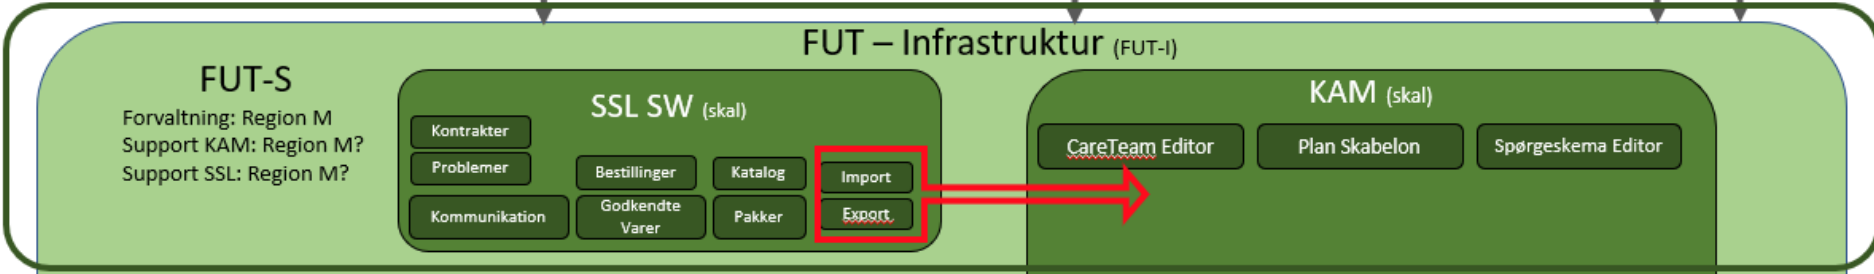 FUT – Infrastruktur (FUT-I)
FUT-S
Forvaltning: Region M
Support KAM: Region M?
Support SSL: Region M?
SSL SW (skal)
Kontrakter
Problemer
Kommunikation
Bestillinger
Godkendte
Varer
Katalog
Pakker
Import
Export
KAM (skal)
CareTeam Editor
Plan Skabelon
Spørgeskema Editor